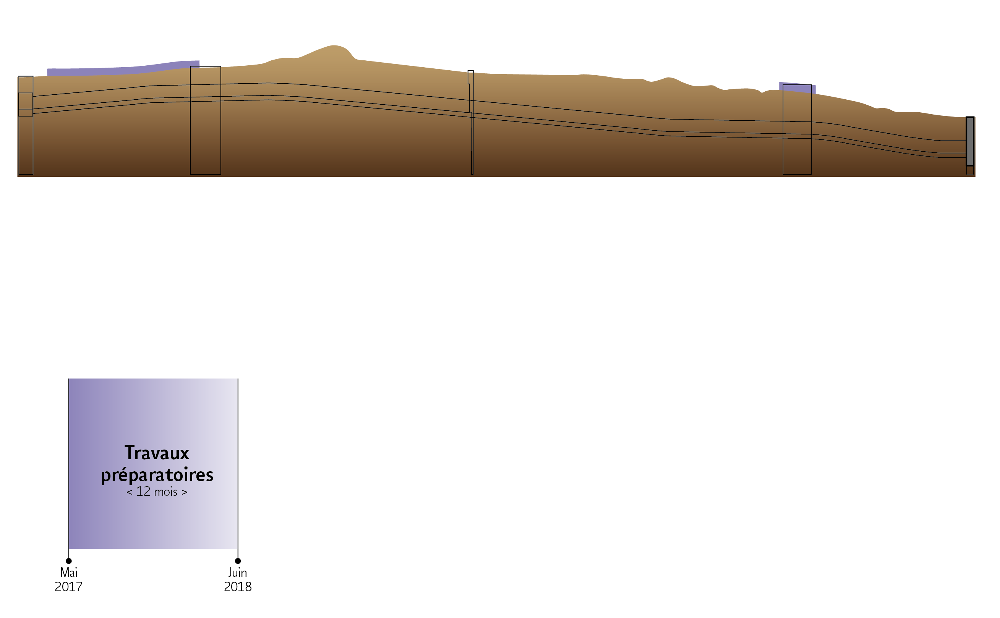 Travaux
préparatoires
< 12 mois >
Mai
2017
Juin
2018